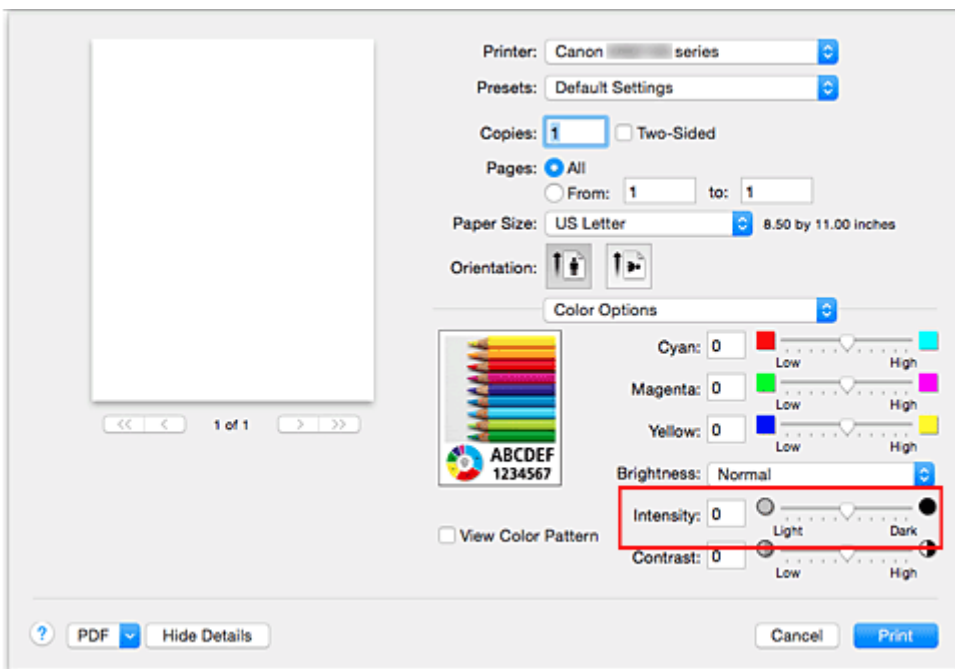 Printer: Canon series
Presets: Default Settings
Copies: 1 Two-Sided
Pages: All
From: 1 to: 1
Paper Size: US Letter 8.50 by 11.00 inches
Orientation:
Color Options
Cyan: 0
Low High
Magenta: 0
Low High
Yellow: 0
Low High
ABCDEF
1234567
Brightness: Normal
Intensity: 0
Light Dark
View Color Pattern
Contrast: 0
Low High
1 of 1
? PDF Hide Details Cancel Print